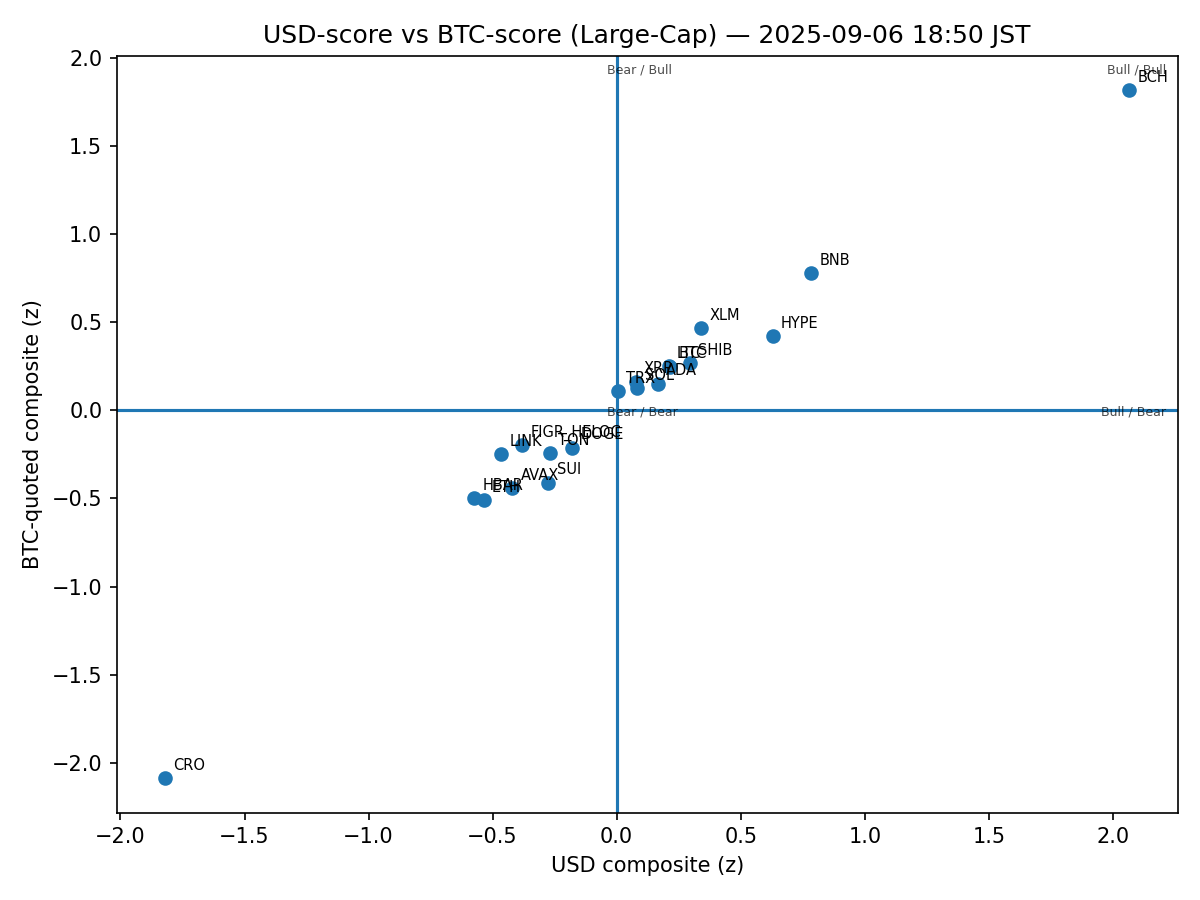 USD-score vs BTC-score (Large-Cap) — 2025-09-06 18:50 JST
Bear / Bull
Bull / Bull
BCH
BNB
XLM
HYPE
SHIB
BTC
LTC
XRP
ADA
SOL
TRX
Bear / Bear
Bull / Bear
FIGR_HELOC
DOGE
TON
LINK
SUI
AVAX
HBAR
ETH
CRO
2.0
1.5
1.0
0.5
0.0
−0.5
−1.0
−1.5
−2.0
BTC-quoted composite (z)
−2.0 −1.5 −1.0 −0.5 0.0 0.5 1.0 1.5 2.0
USD composite (z)